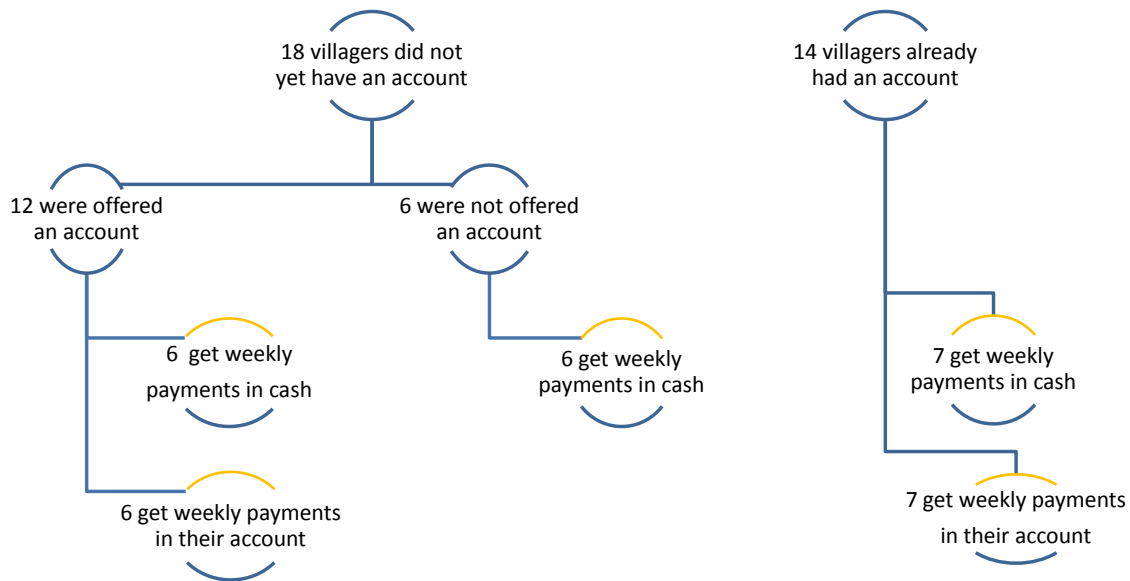 18 villagers did not
yet have an account
14 villagers already
had an account
12 were offered
an account
6 were not offered
an account
6 get weekly
payments in cash
6 get weekly
payments in cash
7 get weekly
payments in cash
6 get weekly payments
in their account
7 get weekly payments
in their account